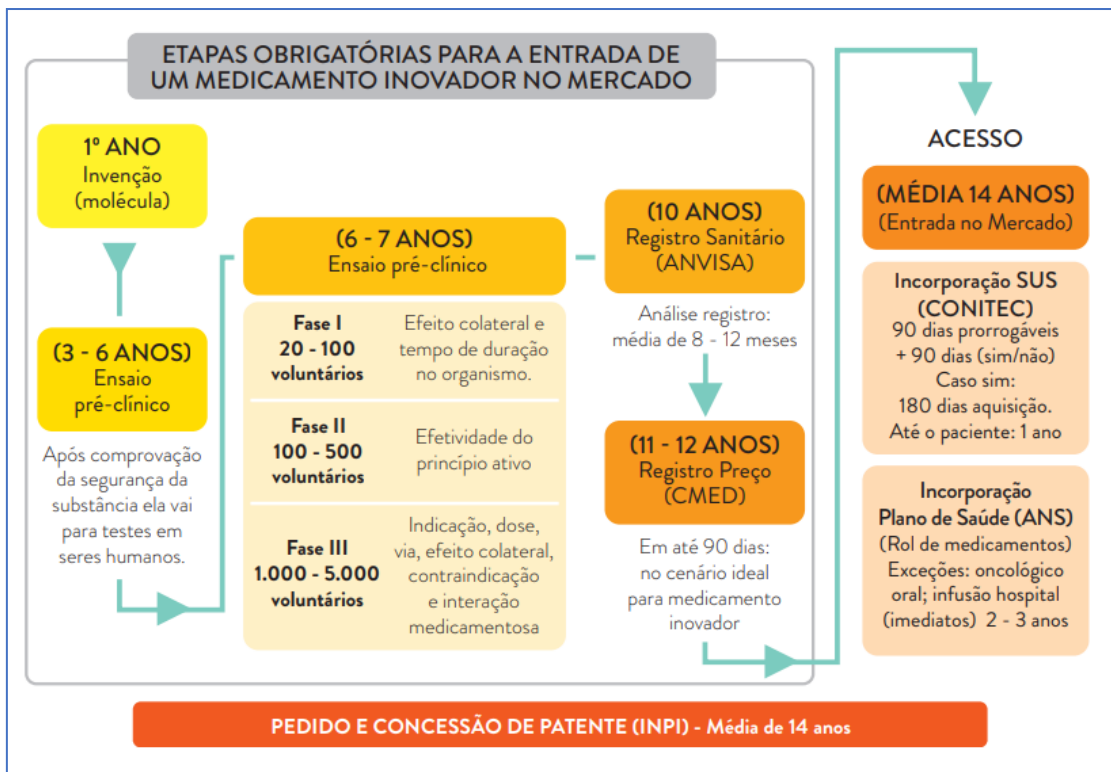 ETAPAS OBRIGATÓRIAS PARA A ENTRADA DE
UM MEDICAMENTO INOVADOR NO MERCADO
1º ANO
Invenção
(molécula)
(3 - 6 ANOS)
Ensaio
pré-clínico
Após comprovação
da segurança da
substância ela vai
para testes em
seres humanos.
(6 - 7 ANOS)
Ensaio pré-clínico
Fase I
20 - 100
voluntários
Efeito colateral e
tempo de duração
no organismo.
Fase II
100 - 500
voluntários
Efetividade do
princípio ativo
Fase III
1.000 - 5.000
voluntários
Indicação, dose,
via, efeito colateral,
contraindicação
e interação
medicamentosa
(10 ANOS)
Registro Sanitário
(ANVISA)
Análise registro:
média de 8 - 12 meses
(11 - 12 ANOS)
Registro Preço
(CMED)
Em até 90 dias:
no cenário ideal
para medicamento
inovador
ACESSO
(MÉDIA 14 ANOS)
(Entrada no Mercado)
Incorporação SUS
(CONITEC)
90 dias prorrogáveis
+ 90 dias (sim/não)
Caso sim:
180 dias aquisição.
Até o paciente: 1 ano
Incorporação
Plano de Saúde (ANS)
(Rol de medicamentos)
Exceções: oncológico
oral; infusão hospital
(imediatos) 2 - 3 anos
PEDIDO E CONCESSÃO DE PATENTE (INPI) - Média de 14 anos